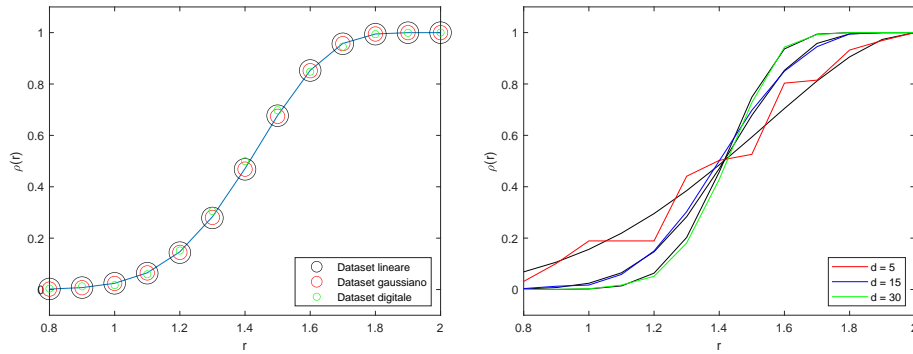 1
0.8
0.6
0.4
0.2
0
ρ(r)
0.8
1
1.2
1.4
1.6
1.8
2
r
Dataset lineare
Dataset gaussiano
Dataset digitale
1
0.8
0.6
0.4
0.2
0
ρ(r)
0.8
1
1.2
1.4
1.6
1.8
2
r
d = 5
d = 15
d = 30